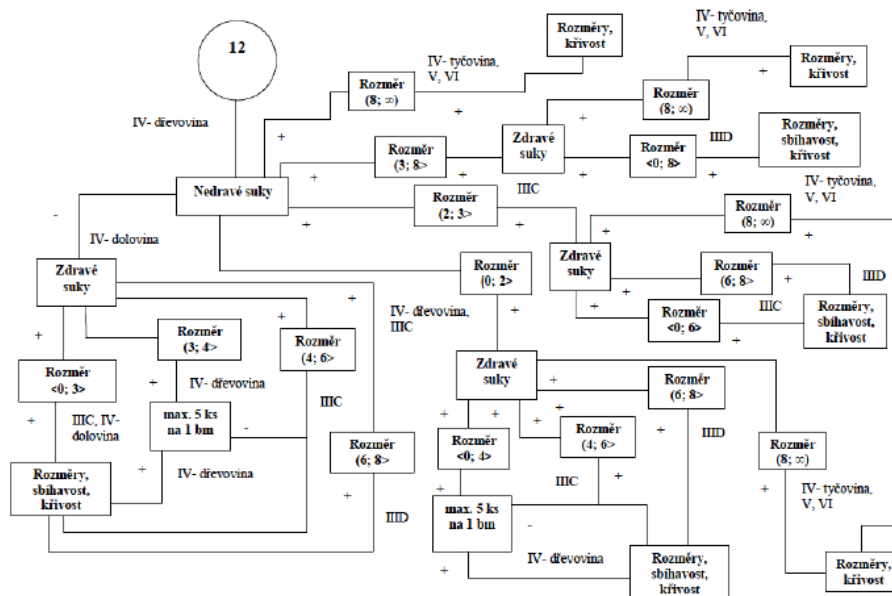 12
IV- tyčovina,
V, VI
Rozměry,
křivost
IV- tyčovina,
V, VI
Rozměry,
křivost
Rozměr
(8; ∞)
+
+
+
Rozměr
(8; ∞)
+
IV- dřevovina
+
Zdravé
suky
IIID
Rozměry,
sbíhavost,
křivost
Rozměr
(3; 8>
Rozměr
<0; 8>
+
+
+
+
+
Nedravé suky
IIIC
Rozměr
(2; 3>
+
+
IV- tyčovina,
V, VI
Rozměr
(8; ∞)
+
+
-
IV- dolovina
Zdravé
suky
Rozměr
(0; 2>
+
Zdravé
suky
Rozměr
(6; 8>
+
+
IIID
IV- dřevovina,
IIIC
+
+
Rozměr
<0; 6>
IIIC
+
Rozměry,
sbíhavost,
křivost
+
+
+
+
Rozměr
(3; 4>
Rozměr
(4; 6>
Rozměr
<0; 3>
+
IV- dřevovina
Zdravé
suky
+
+
+
+
+
Rozměr
(6; 8>
+
IIIC
IIIC, IV-
dolovina
max. 5 ks
na 1 bm
-
Rozměr
(6; 8>
Rozměr
<0; 4>
Rozměr
(4; 6>
+
IIID
Rozměr
(8; ∞)
+
IV- dřevovina
+
+
IIIC
+
+
Rozměry,
sbíhavost,
křivost
+
IIID
max. 5 ks
na 1 bm
-
IV- tyčovina,
V, VI
IV- dřevovina
+
Rozměry,
sbíhavost,
křivost
+
Rozměry,
křivost